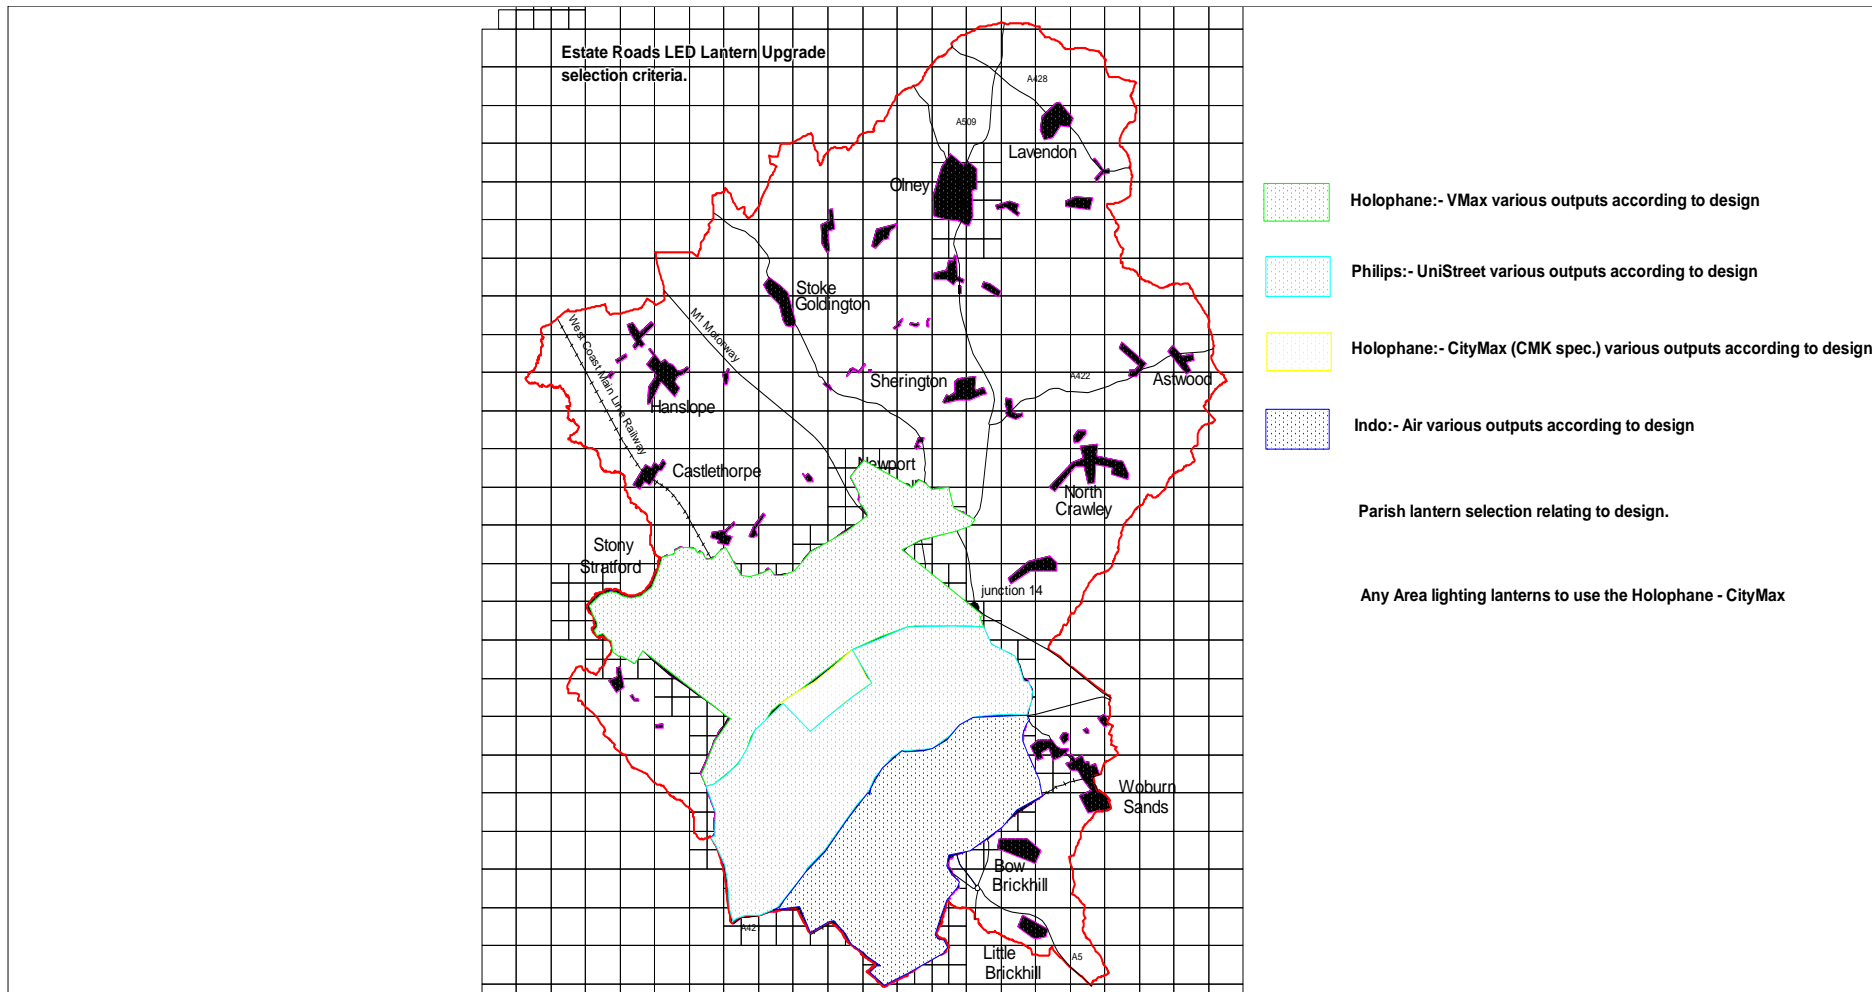 Estate Roads LED Lantern Upgrade
selection criteria.
A428
A509
Lavendon
Olney
Holophane:- VMax various outputs according to design
Philips:- UniStreet various outputs according to design
Stoke
Goldington
M1 Motorway
West Coast Main Line Railway
Holophane:- CityMax (CMK spec.) various outputs according to design
Sherington
A422
Astwood
Hanslope
Indo:- Air various outputs according to design
Castlethorpe
Newport
North
Crawley
Parish lantern selection relating to design.
Stony
Stratford
junction 14
Any Area lighting lanterns to use the Holophane - CityMax
Woburn
Sands
Bow
Brickhill
A42
Little
Brickhill
A5